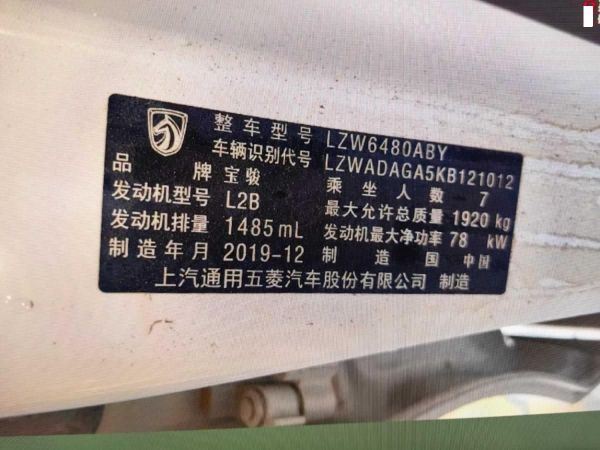 整车型号 LZW6480ABY
车辆识别代号 LZWADAGA5KB121012
品牌 宝骏 乘坐人数 7
发动机型号 L2B 最大允许总质量 1920 kg
发动机排量 1485mL 发动机最大净功率 78 kW
制造年月 2019-12 制造国 中国
上汽通用五菱汽车股份有限公司 制造